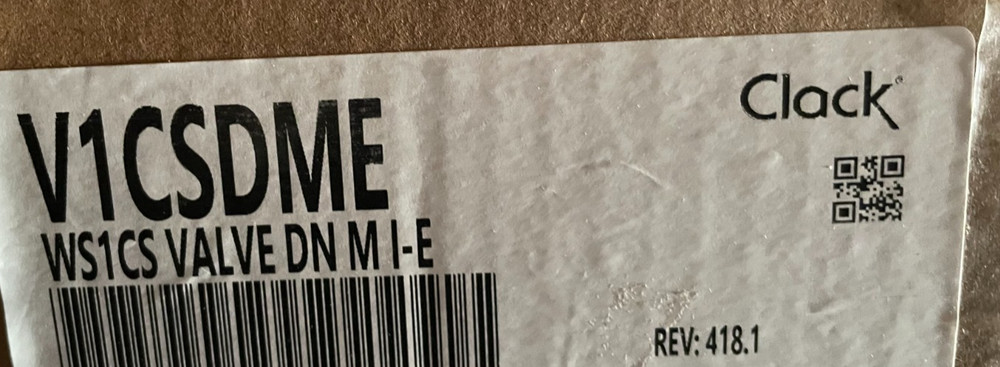 Clack
V1CSDME
WS1CS VALVE DN M I-E
REV: 418.1